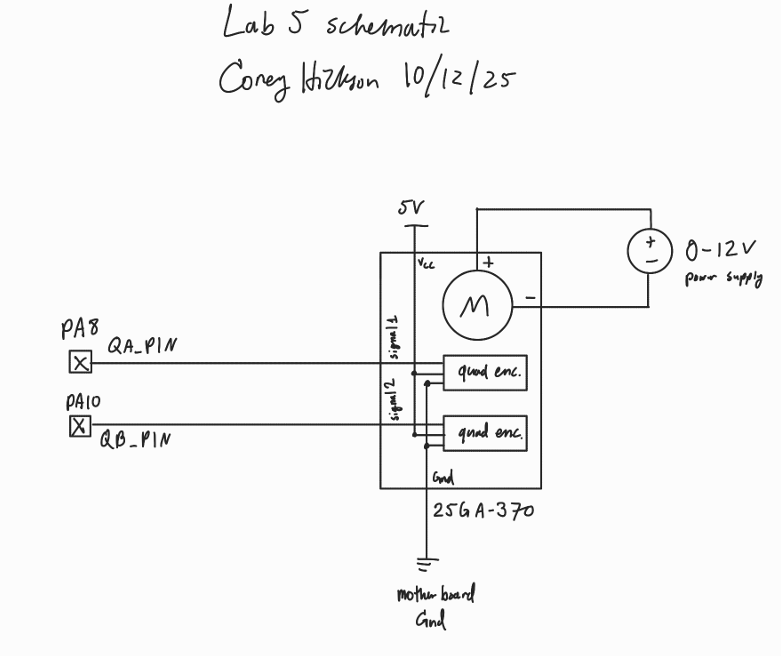 Lab 5 schematic
Corey Hickson 10/12/25
5V
Vcc
+
-
M
+
-
0-12V
power supply
PA8
QA_PIN
signal 1
quad enc.
PA10
QB_PIN
signal 2
quad enc.
Gnd
25GA-370
mother board
Gnd